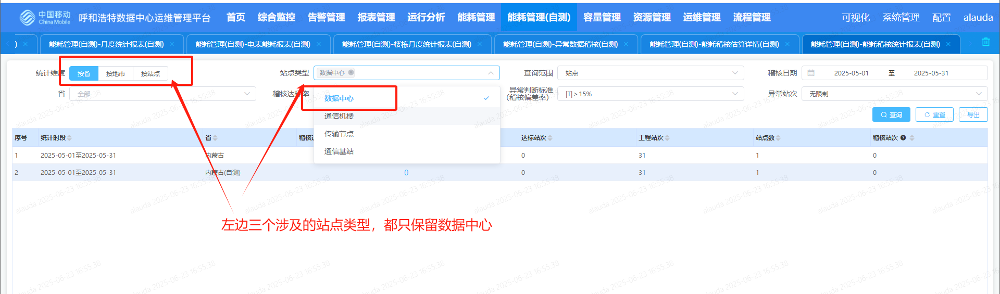 中国移动
China Mobile
呼和浩特数据中心运维管理平台 首页 综合监控 告警管理 报表管理 运行分析 能耗管理 能耗管理(自测) 容量管理 资源管理 运维管理 流程管理 可视化 系统管理 配置 alauda
) × 能耗管理(自测)-月度统计报表(自测) × 能耗管理(自测)-电表能耗报表(自测) × 能耗管理(自测)-楼栋月度统计报表(自测) × 能耗管理(自测)-异常数据稽核(自测) × 能耗管理(自测)-能耗稽核估算详情(自测) × 能耗管理(自测)-能耗稽核统计报表(自测) ×
统计维度 按省 按地市 按站点 站点类型 数据中心 查询范围 站点 稽核日期 2025-05-01 至 2025-05-31
省 全部 稽核达标率 异常判断标准 (稽核偏差率) |T| > 15% 异常站次 无限制
数据中心
通信机楼
传输节点
通信基站
查询 重置 导出
序号 统计时段 省 稽核 达标站次 工程站次 站点数 稽核站次
1 2025-05-01至2025-05-31 内蒙古 0 31 1 0
2 2025-05-01至2025-05-31 内蒙古(自测) 0 0 31 1 0
左边三个涉及的站点类型，都只保留数据中心
alauda 2025-06-23 16:55:38